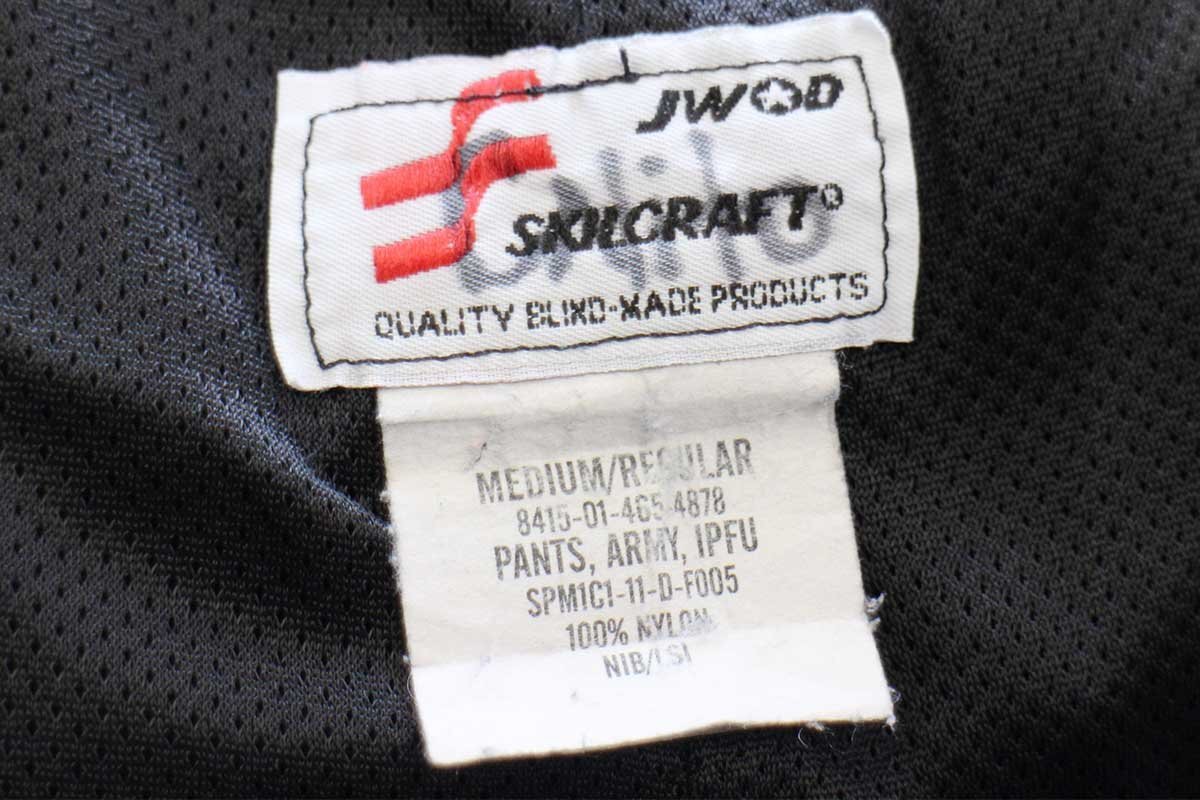 JWOD
SKILCRAFT®
QUALITY BLIND-MADE PRODUCTS
MEDIUM/REGULAR
8415-01-465-4878
PANTS, ARMY, IPFU
SPM1C1-11-D-F005
100% NYLON
NIB/LSI